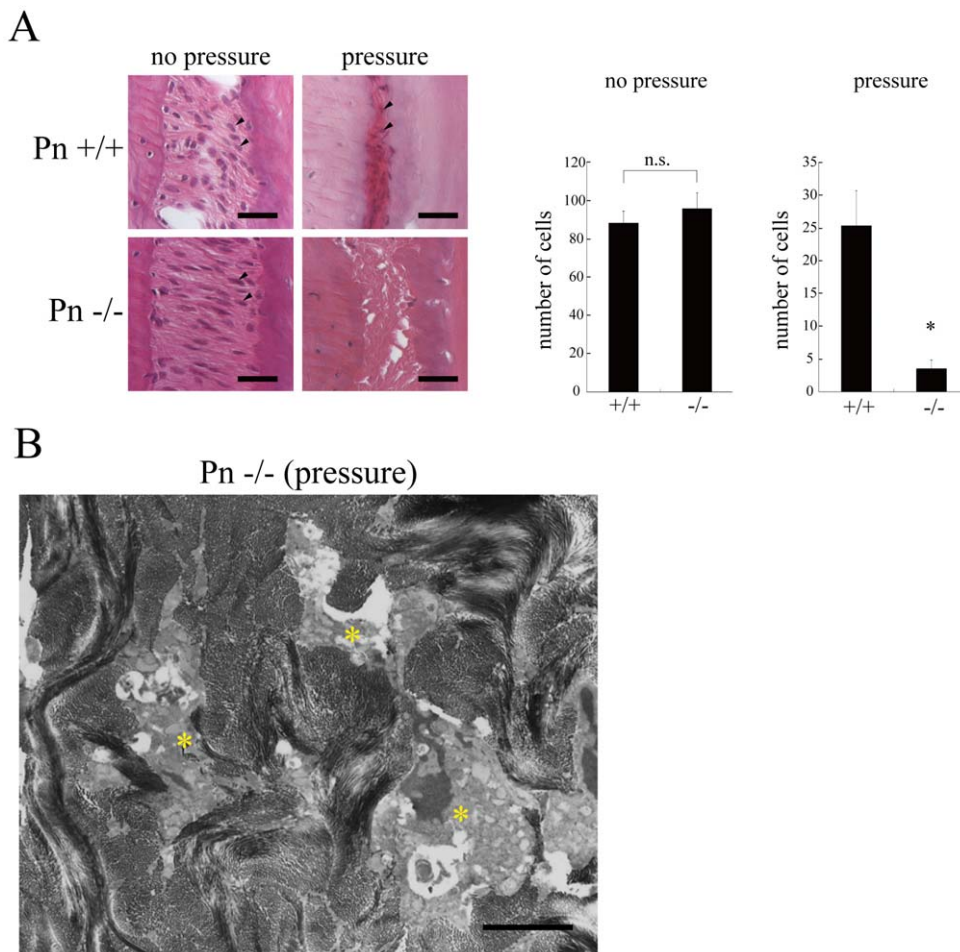 A
no pressure
pressure
Pn +/+
Pn -/-
no pressure
number of cells
120
100
80
60
40
20
0
n.s.
+/+
-/-
pressure
number of cells
35
30
25
20
15
10
5
0
*
+/+
-/-
B
Pn -/- (pressure)
*
*
*